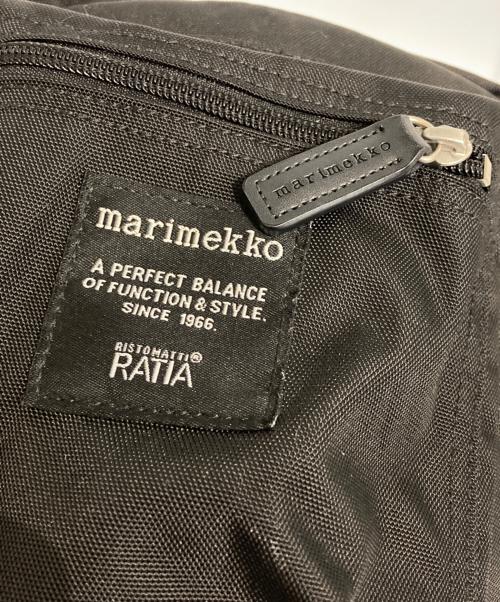 marimekko
marimekko
A PERFECT BALANCE
OF FUNCTION & STYLE.
SINCE 1966.
RISTOMATTI®
RATIA